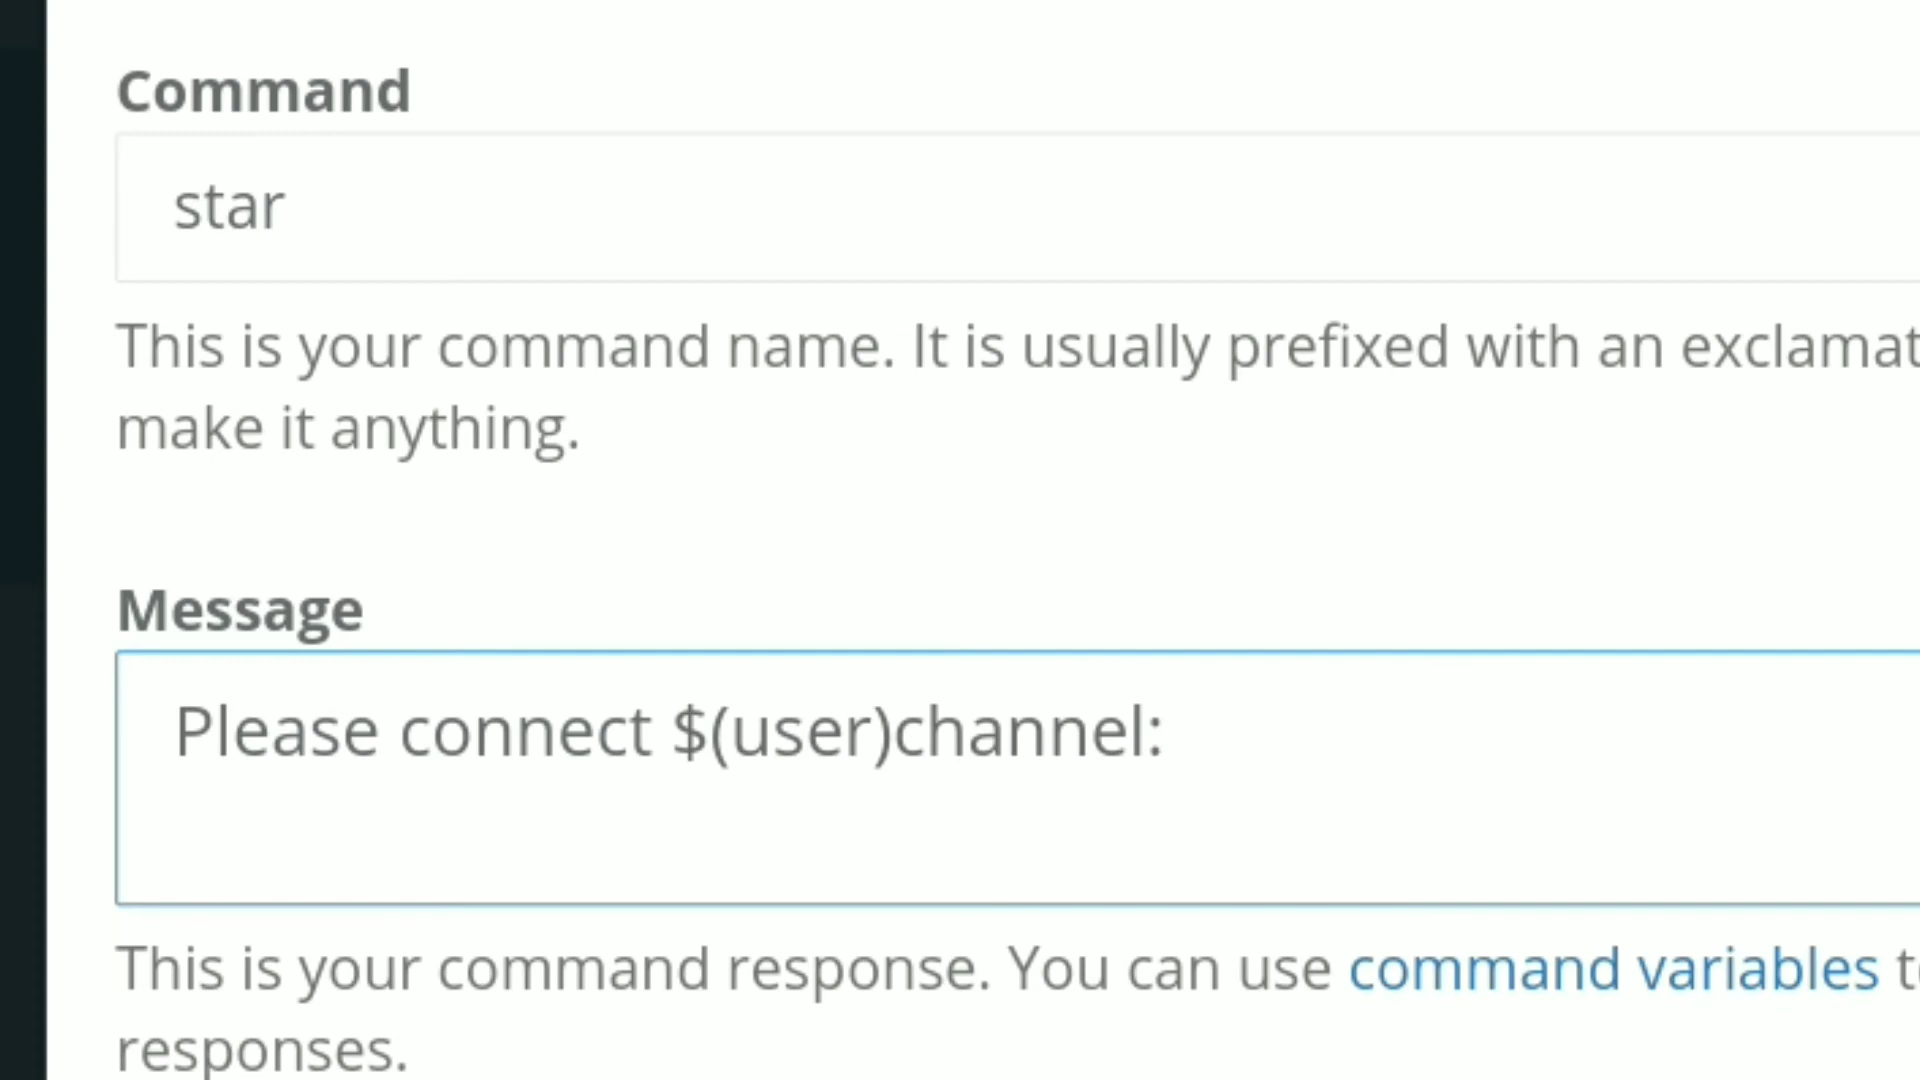 Command
star
This is your command name. It is usually prefixed with an
make it anything.
Message
Please connect $(user)channel:
This is your command response. You can use command variables
responses.